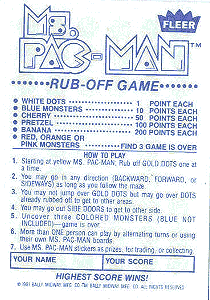 MS.
PAC-MAN™
FLEER
RUB-OFF GAME
• WHITE DOTS • 1 POINT EACH
• BLUE MONSTERS • 10 POINTS EACH
• CHERRY • 50 POINTS EACH
• PRETZEL • 100 POINTS EACH
• BANANA • 200 POINTS EACH
• RED, ORANGE OR
PINK MONSTERS • FIND 3 GAME IS OVER
HOW TO PLAY
1. Starting at yellow MS. PAC-MAN, Rub off GOLD DOTS one at a
time.
2. You may go in any direction (BACKWARD, FORWARD, or
SIDEWAYS) as long as you follow the maze.
3. You may not jump over GOLD BUTS but may go over dots
already rubbed off to get to other areas.
4. You may go out SIDE DOORS to get to other side.
5. Uncover three COLORED MONSTERS (BLUE NOT
INCLUDED)—game is over.
6. More than ONE person can play by alternating turns or using
their own MS. PAC-MAN boards.
7. Use MS. PAC-MAN stickers as prizes, for trading, or collecting.
YOUR NAME YOUR SCORE
HIGHEST SCORE WINS!